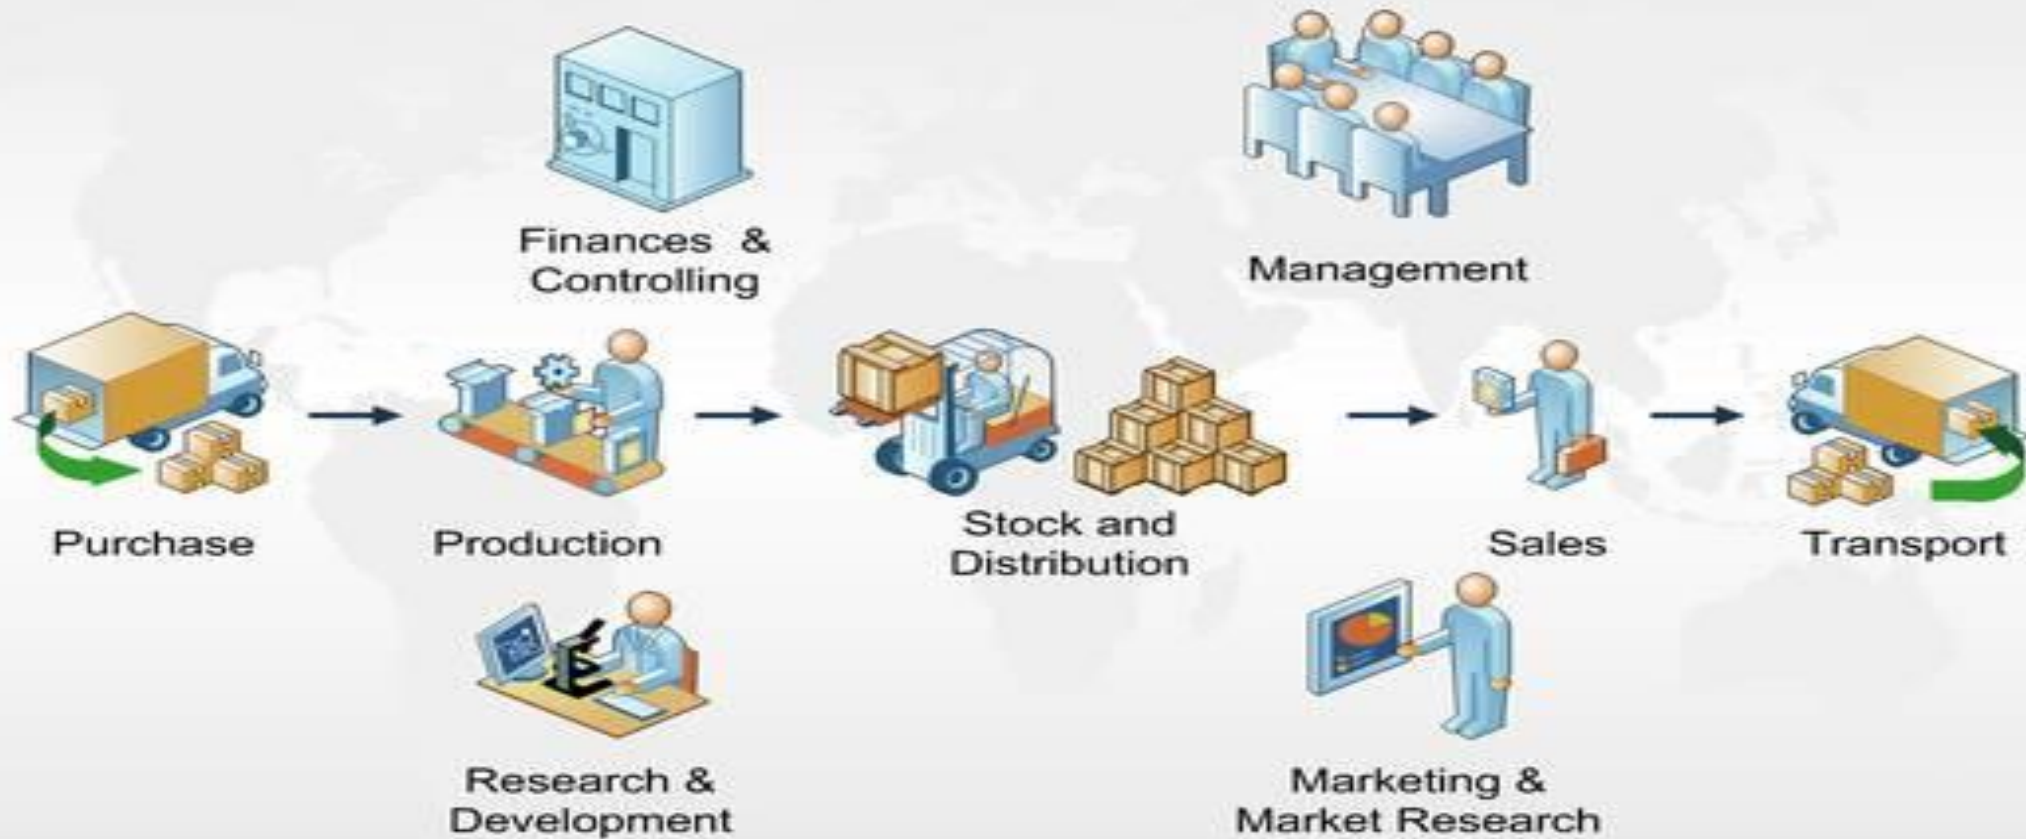 Finances &
Controlling
Management
Purchase
Production
Stock and
Distribution
Sales
Transport
Research &
Development
Marketing &
Market Research